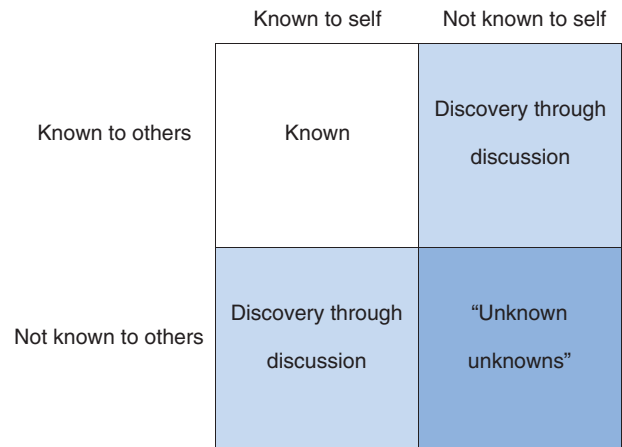 Known to self
Not known to self
Known to others
Known
Discovery through
discussion
Not known to others
Discovery through
discussion
“Unknown
unknowns”